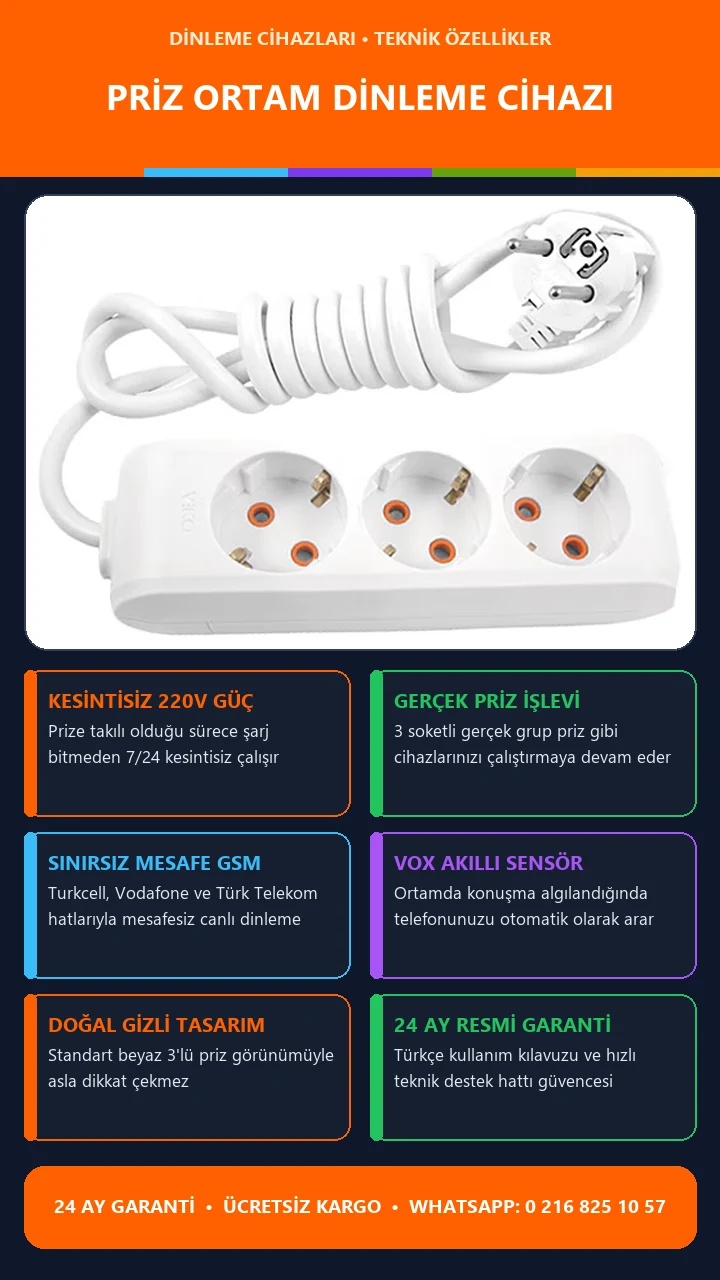 DİNLEME CİHAZLARI • TEKNİK ÖZELLİKLER
PRİZ ORTAM DİNLEME CİHAZI
KESİNTİSİZ 220V GÜÇ
Prize takılı olduğu sürece şarj
bitmeden 7/24 kesintisiz çalışır
GERÇEK PRİZ İŞLEVİ
3 soketli gerçek grup priz gibi
cihazlarınızı çalıştırmaya devam eder
SINIRSIZ MESAFE GSM
Turkcell, Vodafone ve Türk Telekom
hatlarıyla mesafesiz canlı dinleme
VOX AKILLI SENSÖR
Ortamda konuşma algılandığında
telefonunuzu otomatik olarak arar
DOĞAL GİZLİ TASARIM
Standart beyaz 3'lü priz görünümüyle
asla dikkat çekmez
24 AY RESMİ GARANTİ
Türkçe kullanım kılavuzu ve hızlı
teknik destek hattı güvencesi
24 AY GARANTİ • ÜCRETSİZ KARGO • WHATSAPP: 0 216 825 10 57